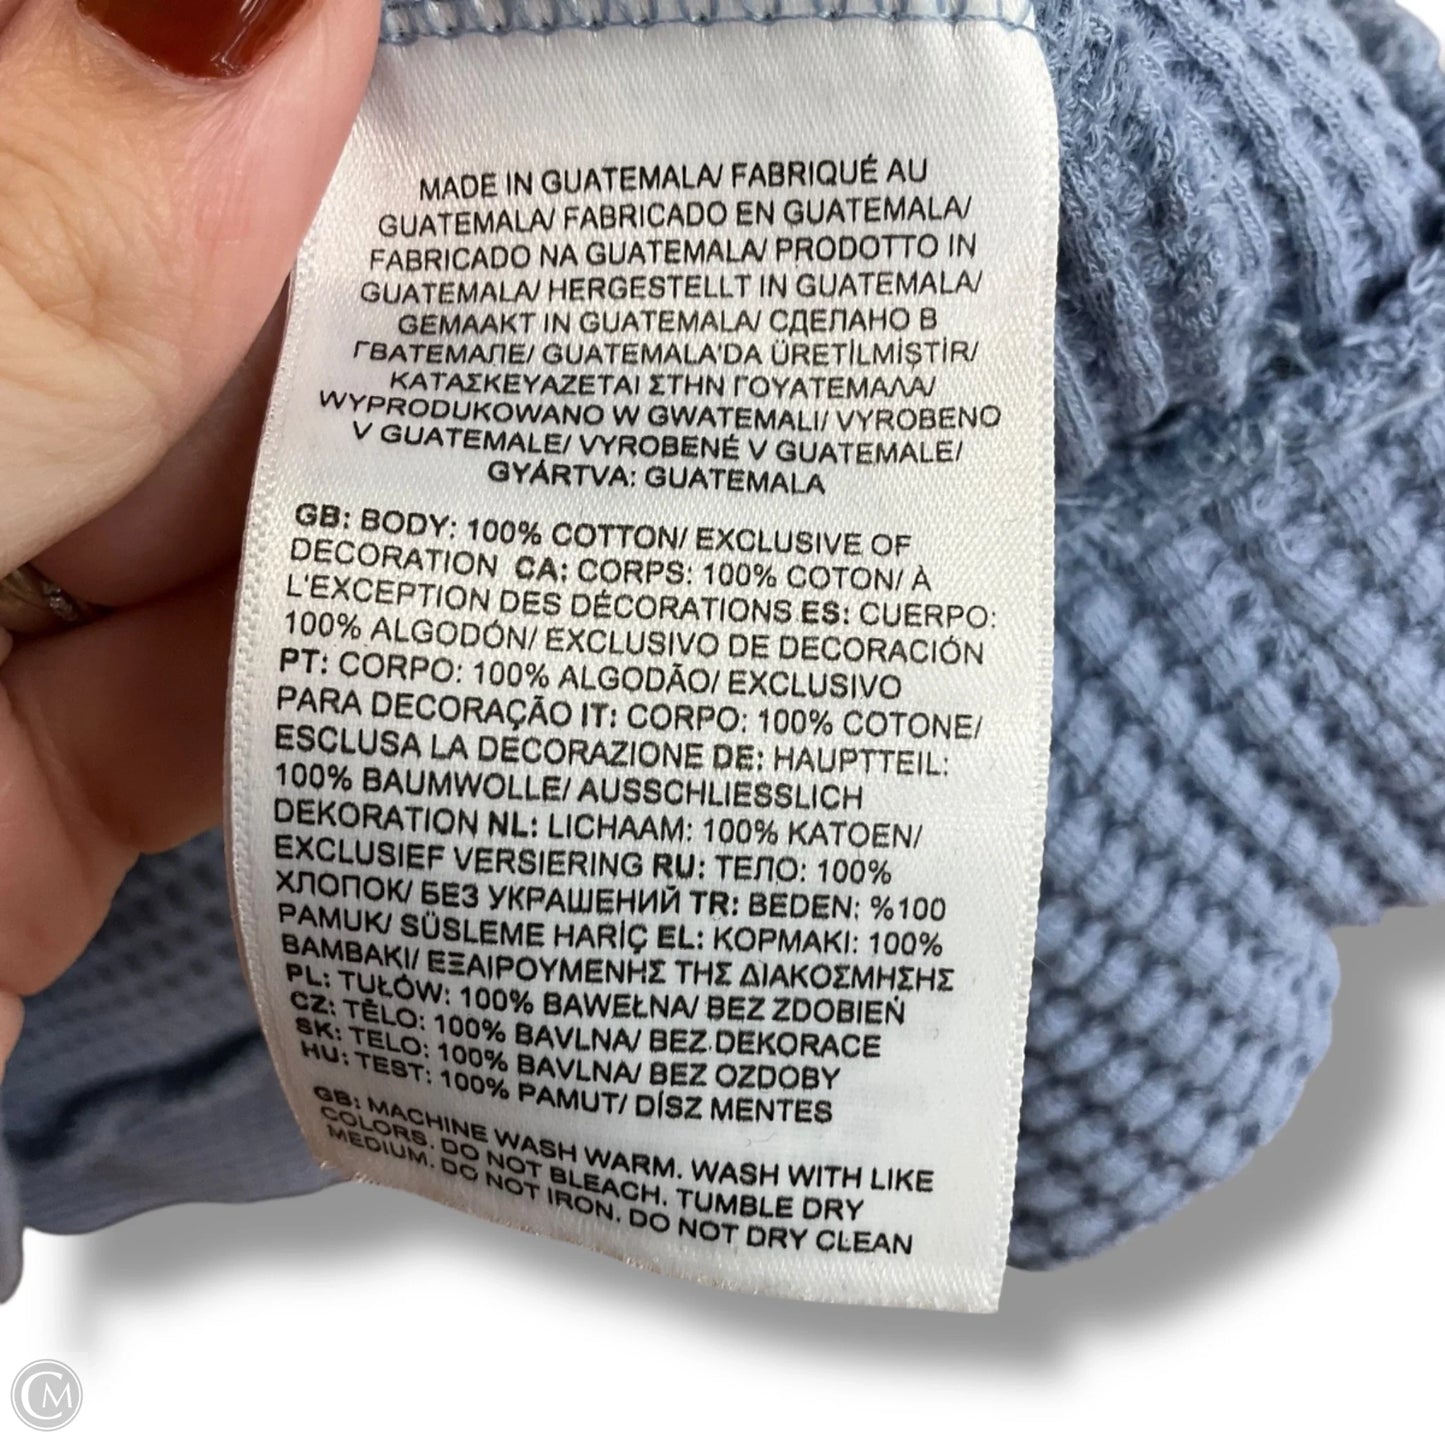 MADE IN GUATEMALA/ FABRIQUÉ AU
GUATEMALA/ FABRICADO EN GUATEMALA/
FABRICADO NA GUATEMALA/ PRODOTTO IN
GUATEMALA/ HERGESTELLT IN GUATEMALA/
GEMAAKT IN GUATEMALA/ СДЕЛАНО В
ГВАТЕМАЛЕ/ GUATEMALA'DA ÜRETİLMİŞTİR/
ΚΑΤΑΣΚΕΥΑΖΕΤΑΙ ΣΤΗΝ ΓΟΥΑΤΕΜΑΛΑ/
WYPRODUKOWANO W GWATEMALI/ VYROBENO
V GUATEMALE/ VYROBENÉ V GUATEMALE/
GYÁRTVA: GUATEMALA
GB: BODY: 100% COTTON/ EXCLUSIVE OF
DECORATION CA: CORPS: 100% COTON/ À
L'EXCEPTION DES DÉCORATIONS ES: CUERPO:
100% ALGODÓN/ EXCLUSIVO DE DECORACIÓN
PT: CORPO: 100% ALGODÃO/ EXCLUSIVO
PARA DECORAÇÃO IT: CORPO: 100% COTONE/
ESCLUSA LA DECORAZIONE DE: HAUPTTEIL:
100% BAUMWOLLE/ AUSSCHLIESSLICH
DEKORATION NL: LICHAAM: 100% KATOEN/
EXCLUSIEF VERSIERING RU: ТЕЛО: 100%
ХЛОПОК/ БЕЗ УКРАШЕНИЙ TR: BEDEN: %100
PAMUK/ SÜSLEME HARİÇ EL: ΚΟΡΜΑΚΙ: 100%
ΒΑΜΒΑΚΙ/ ΕΞΑΙΡΟΥΜΕΝΗΣ ΤΗΣ ΔΙΑΚΟΣΜΗΣΗΣ
PL: TUŁÓW: 100% BAWEŁNA/ BEZ ZDOBIEŃ
CZ: TĚLO: 100% BAVLNA/ BEZ DEKORACE
SK: TELO: 100% BAVLNA/ BEZ OZDOBY
HU: TEST: 100% PAMUT/ DÍSZ MENTES
GB: MACHINE WASH WARM. WASH WITH LIKE
COLORS. DO NOT BLEACH. TUMBLE DRY
MEDIUM. DO NOT IRON. DO NOT DRY CLEAN
CM